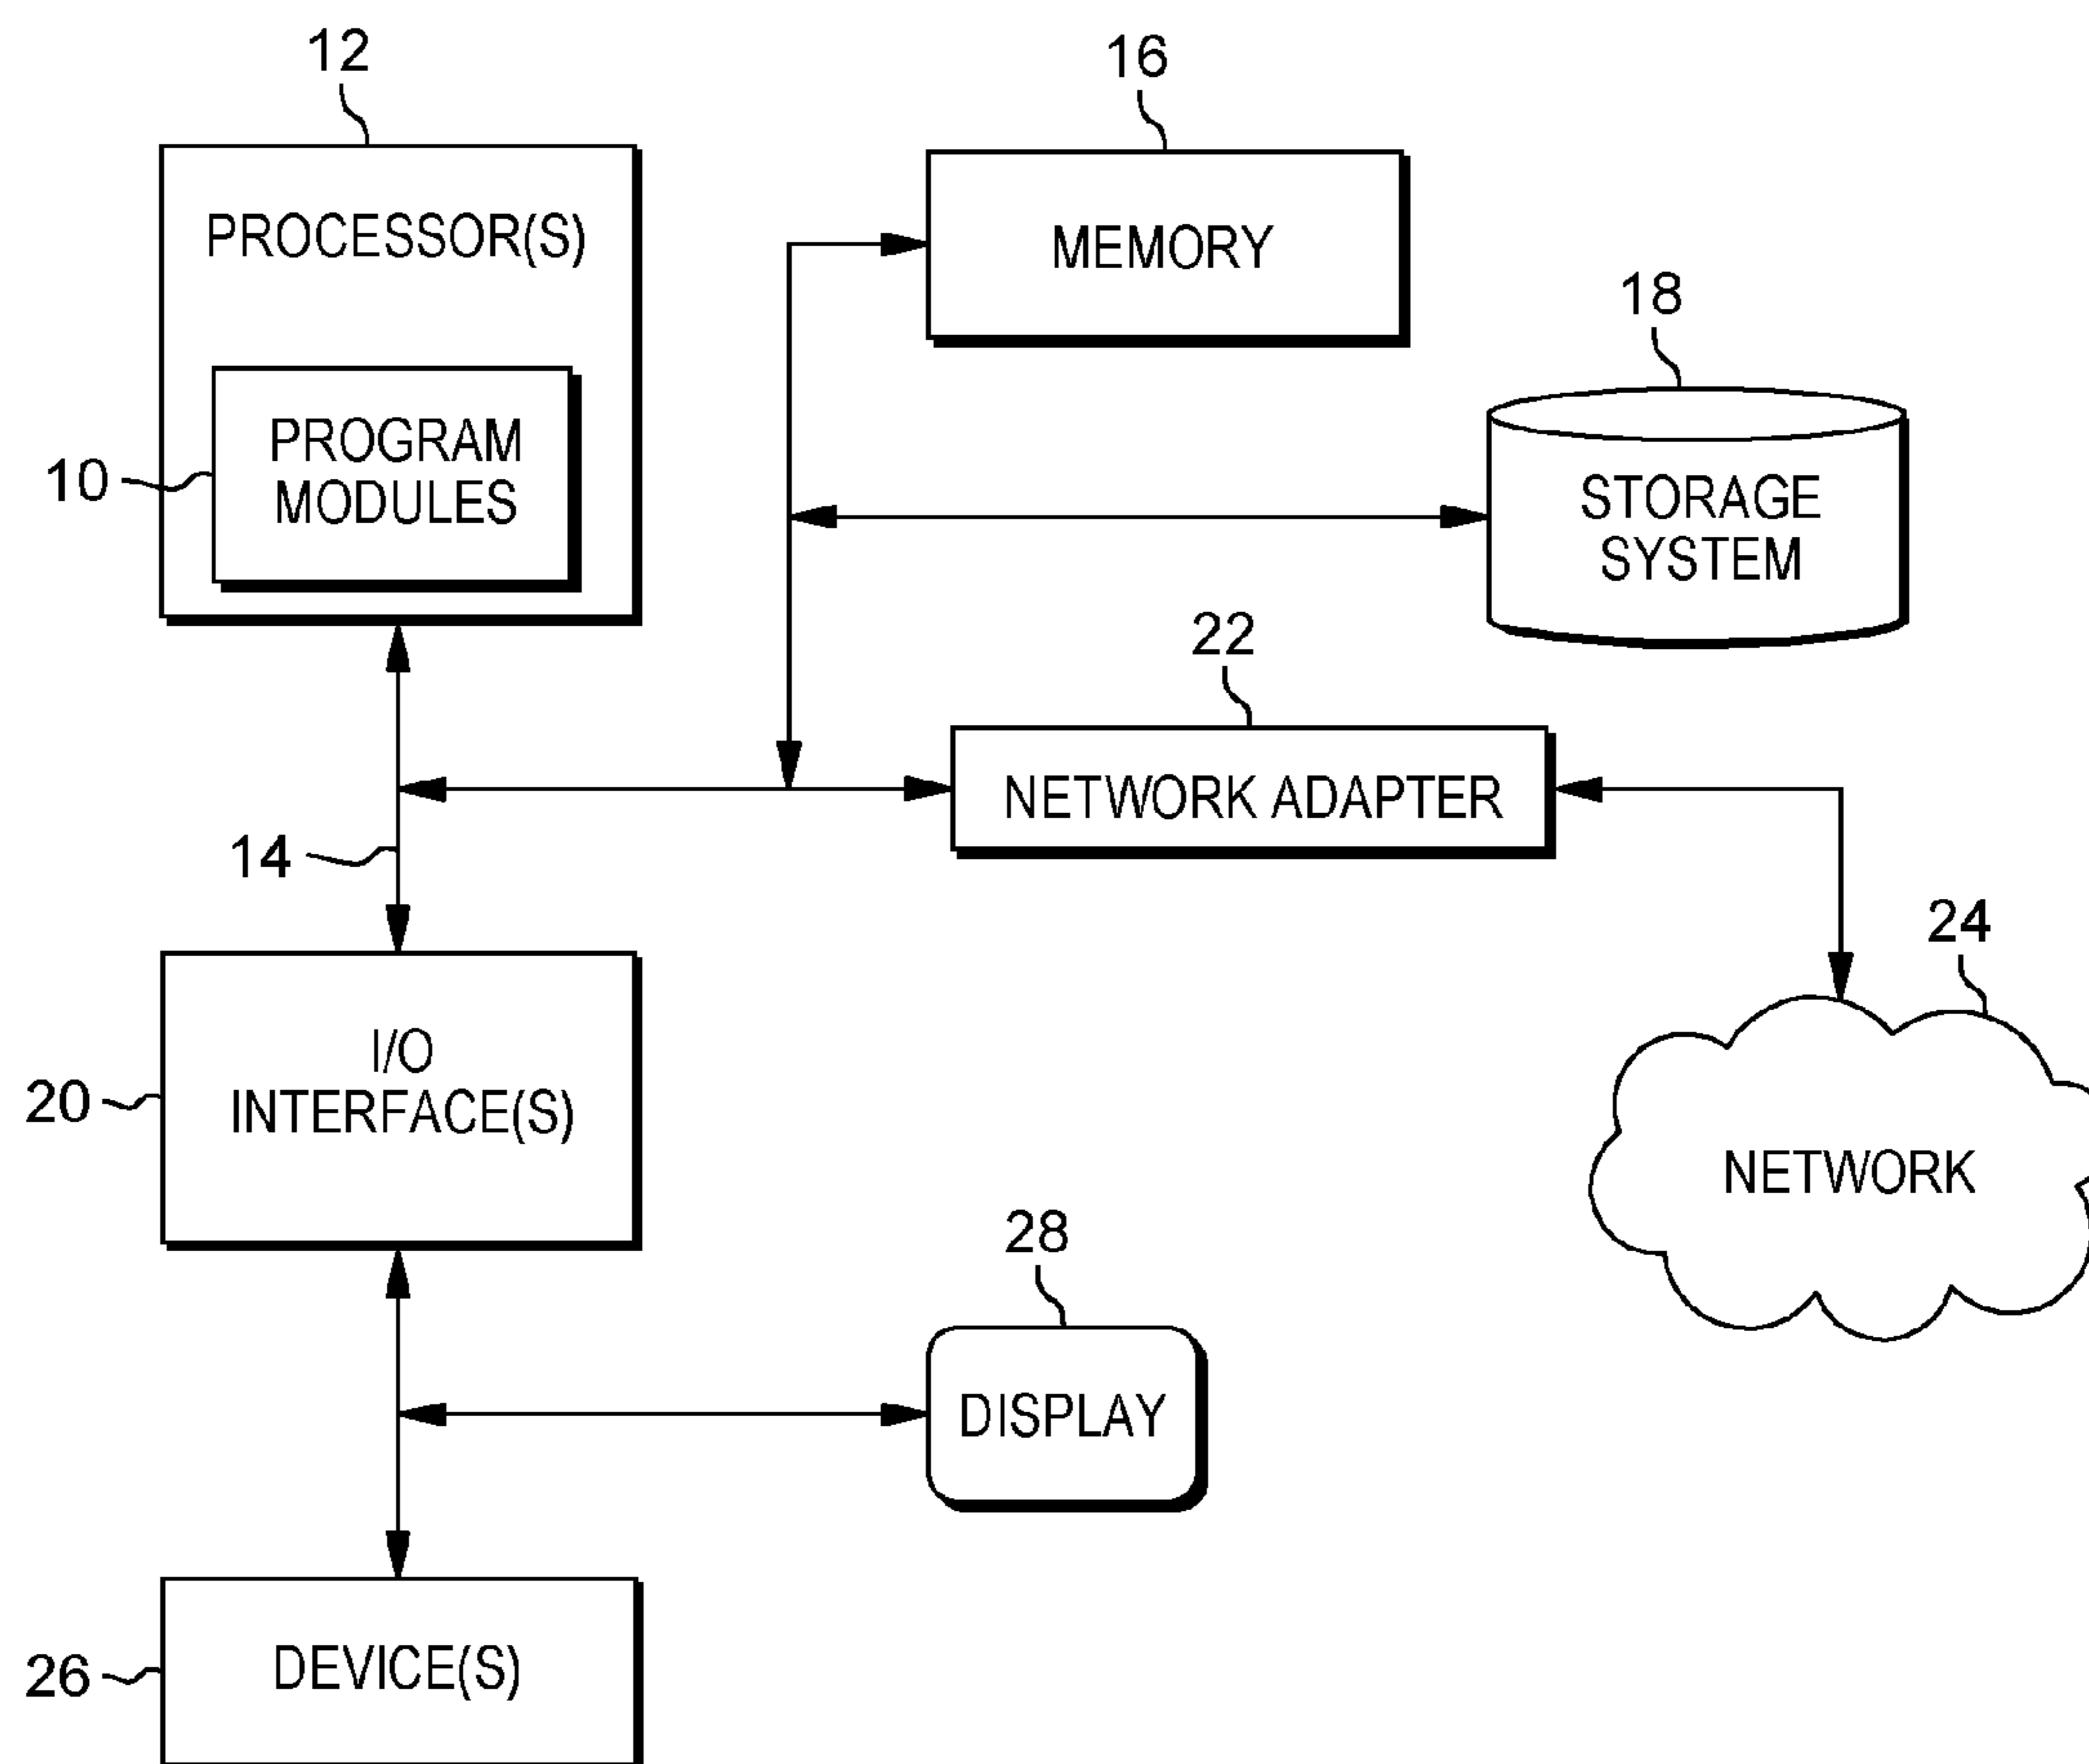 12
16
PROCESSOR(S)
MEMORY
18
PROGRAM
MODULES
10
STORAGE
SYSTEM
22
NETWORK ADAPTER
14
24
I/O
INTERFACE(S)
20
NETWORK
28
DISPLAY
26
DEVICE(S)